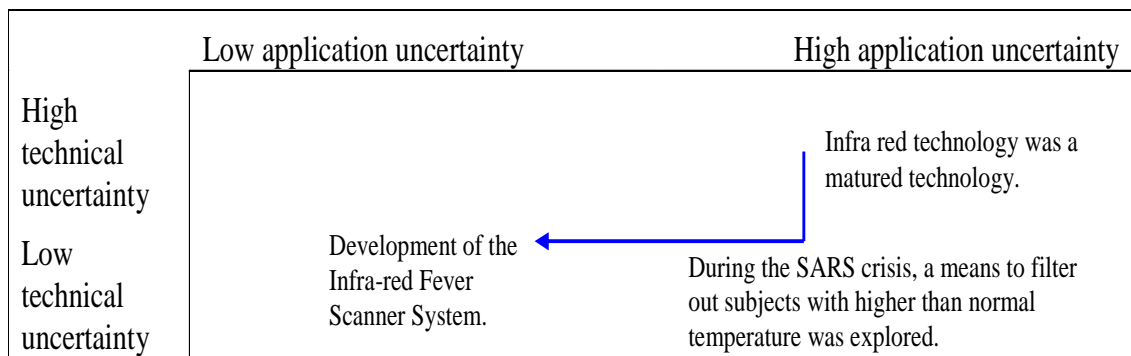 Low application uncertainty
High application uncertainty
High
technical
uncertainty
Infra red technology was a
matured technology.
Low
technical
uncertainty
Development of the
Infra-red Fever
Scanner System.
During the SARS crisis, a means to filter
out subjects with higher than normal
temperature was explored.